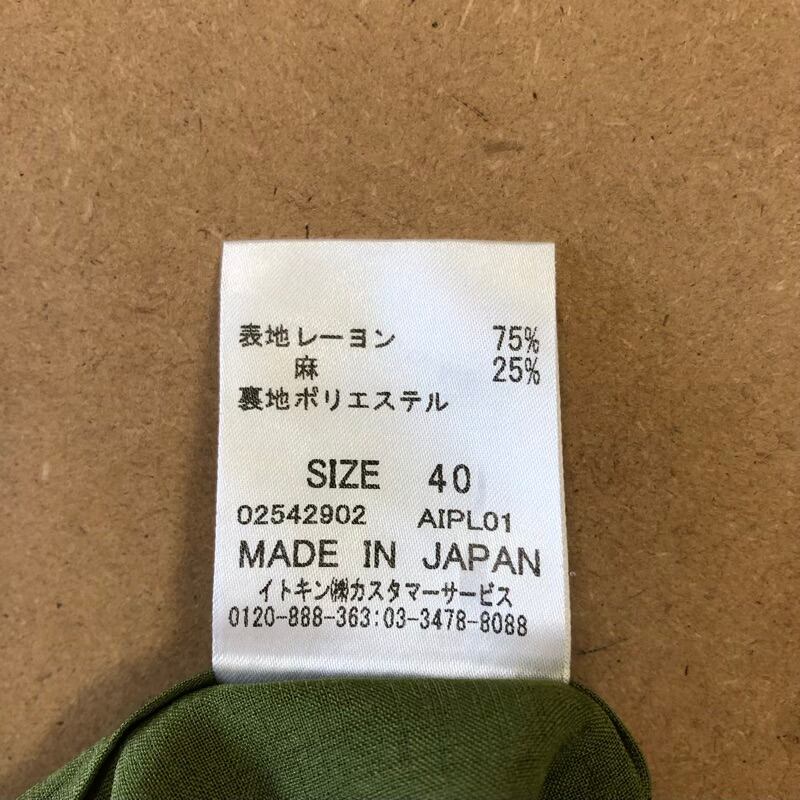 表地レーヨン 75%
麻 25%
裏地ポリエステル
SIZE 40
02542902 AIPL01
MADE IN JAPAN
イトキン㈱カスタマーサービス
0120-888-363:03-3478-8088